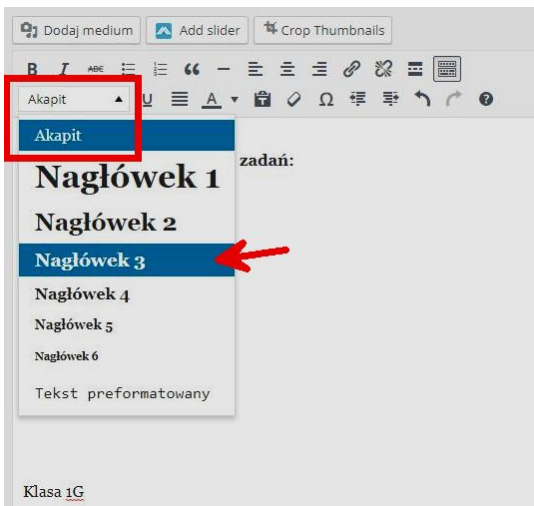 Dodaj medium Add slider Crop Thumbnails
B I ABC
Akapit U A Ω
Akapit
zadań:
Nagłówek 1
Nagłówek 2
Nagłówek 3
Nagłówek 4
Nagłówek 5
Nagłówek 6
Tekst preformatowany
Klasa 1G